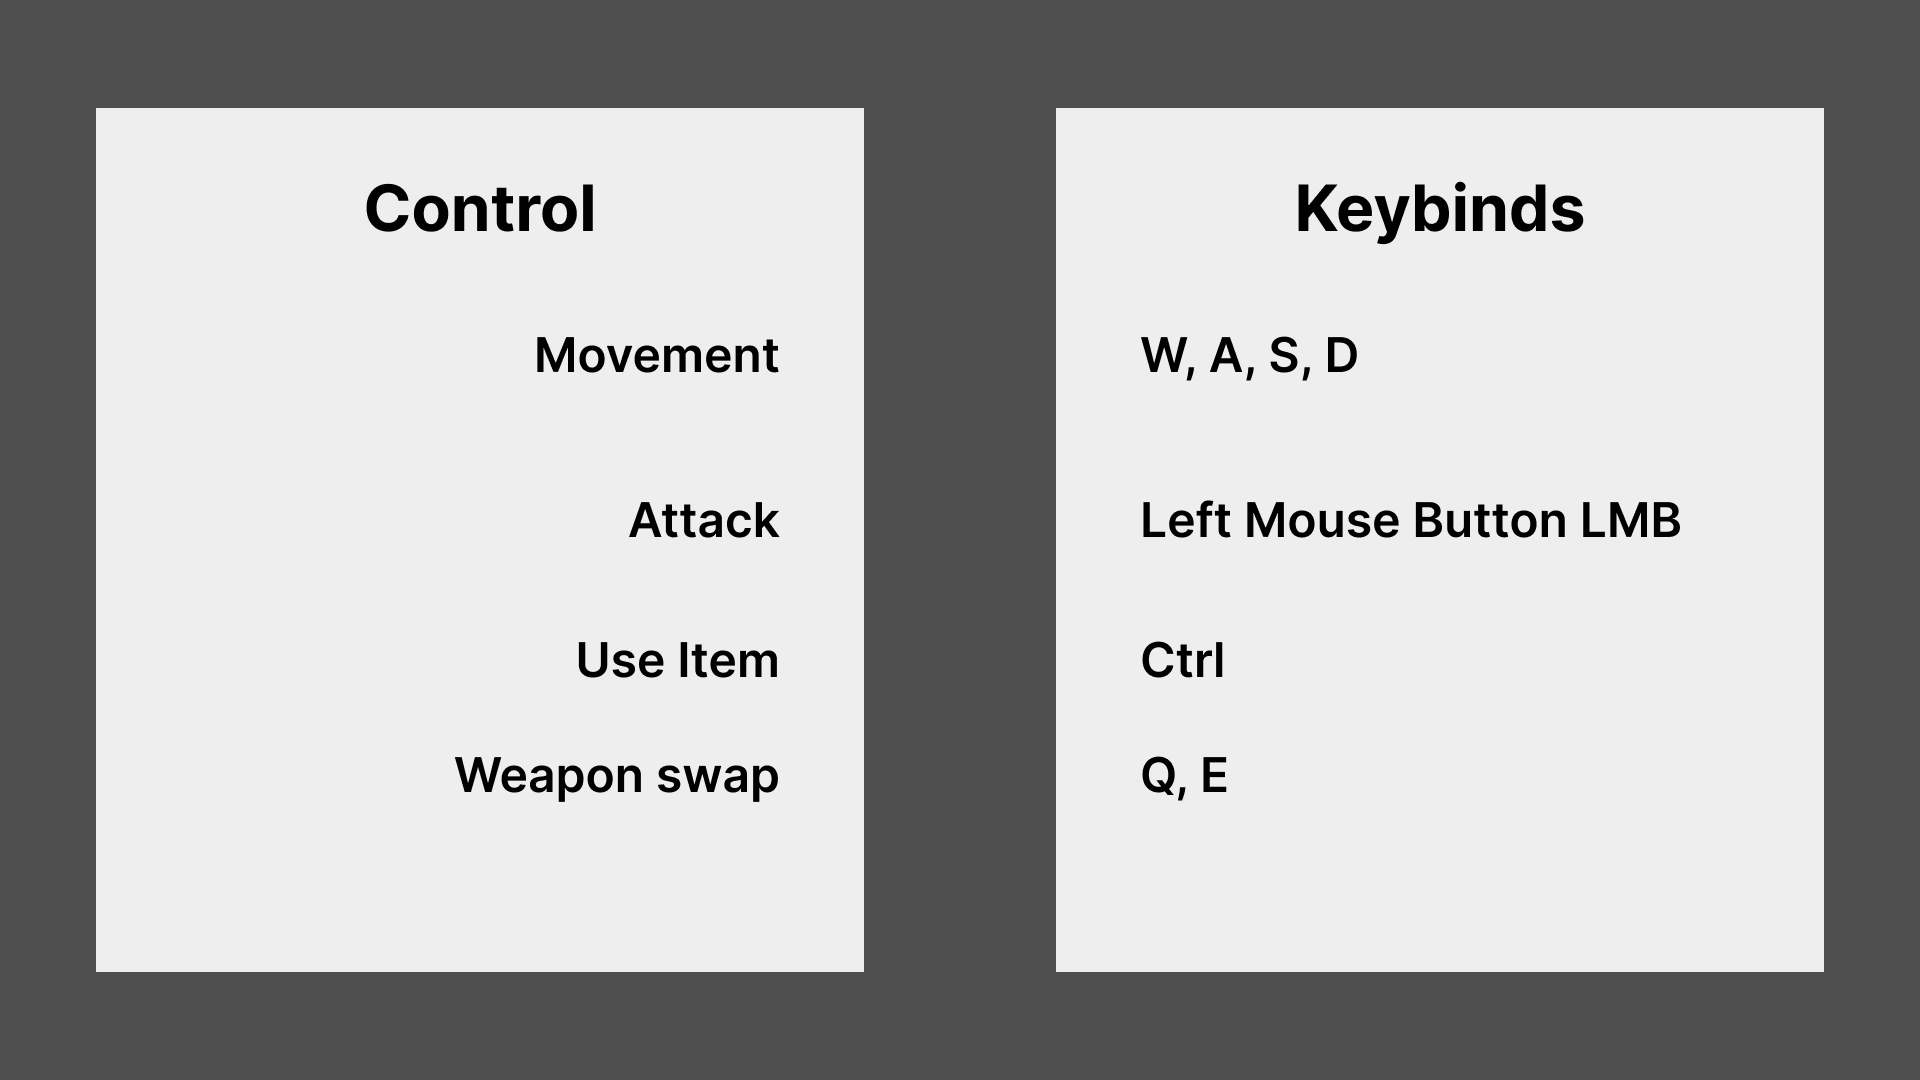 Control
Movement
Attack
Use Item
Weapon swap
Keybinds
W, A, S, D
Left Mouse Button LMB
Ctrl
Q, E